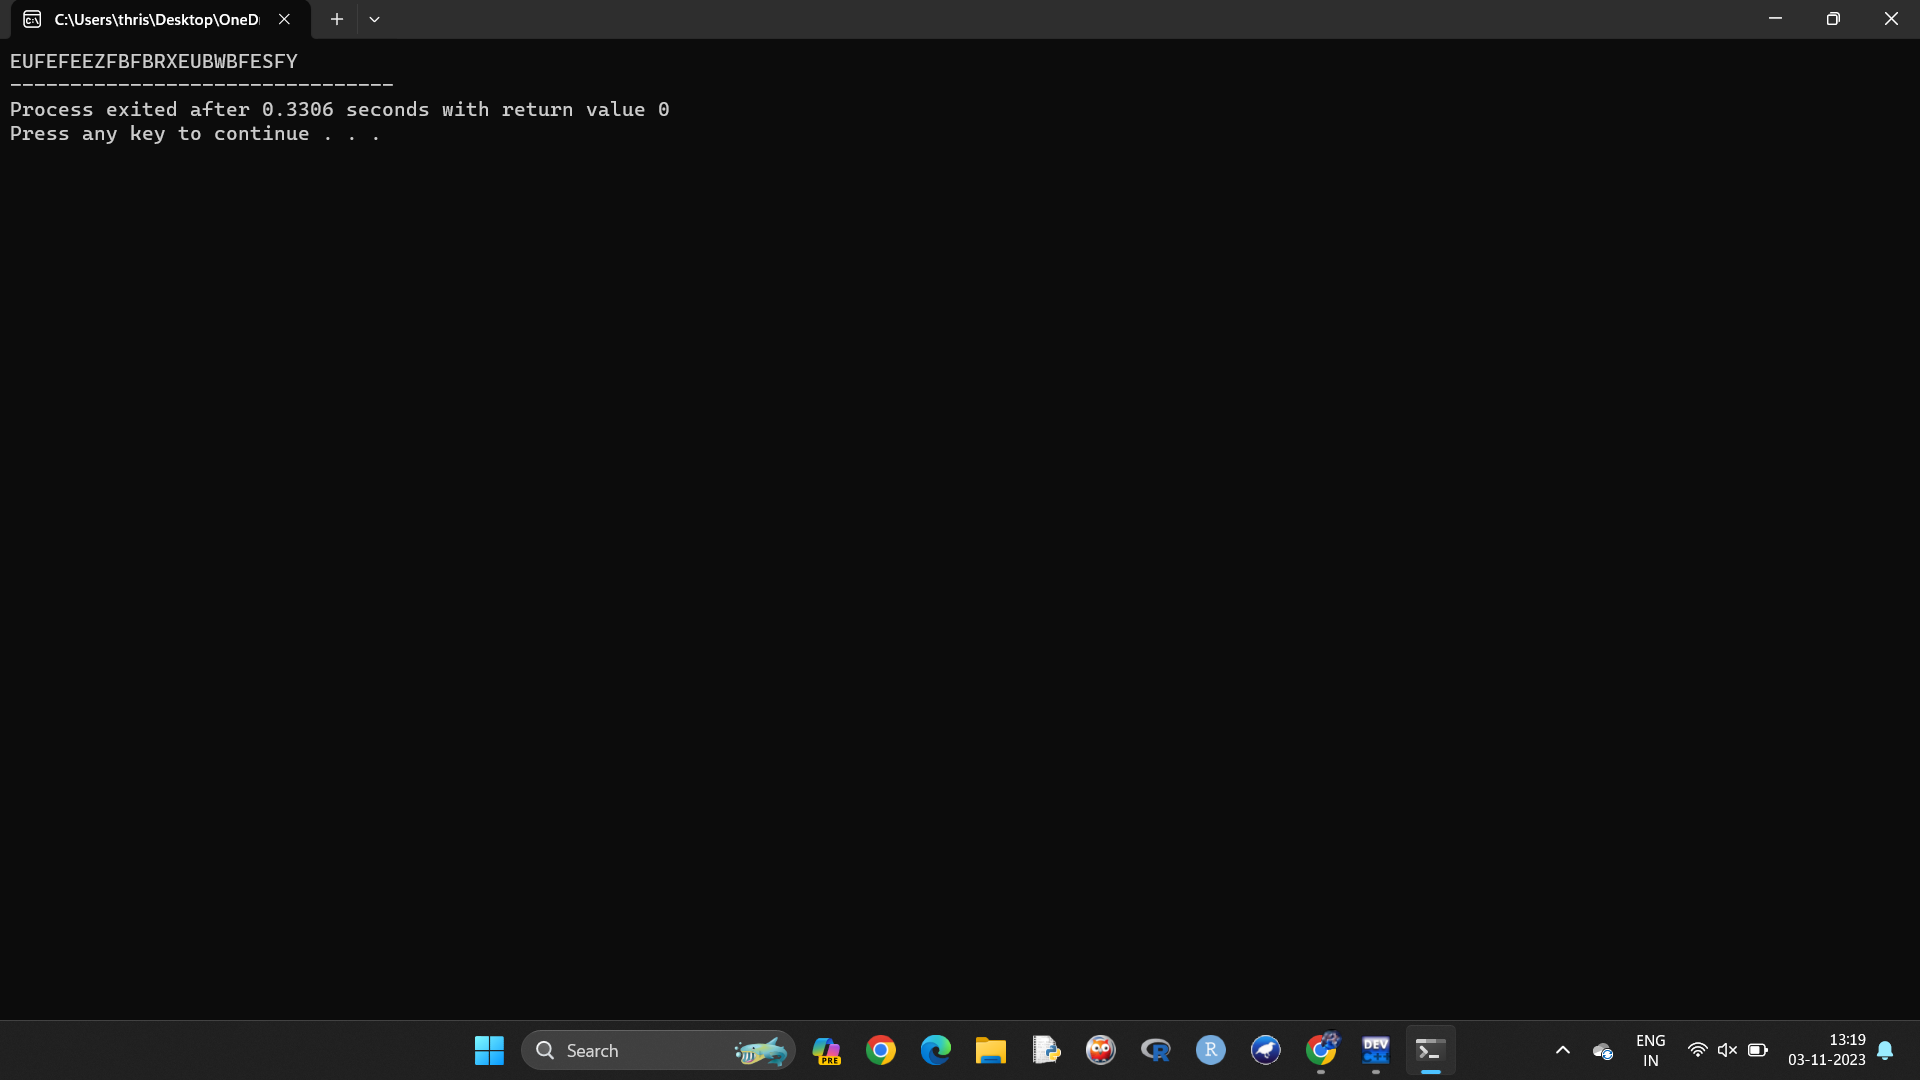 C:\Users\thris\Desktop\OneD
EUFEFEEZFBFBRXEUBWBFESFY
--------------------------------
Process exited after 0.3306 seconds with return value 0
Press any key to continue . . .
Search
PRE
R
R
DEV
C++
ENG
IN
13:19
03-11-2023